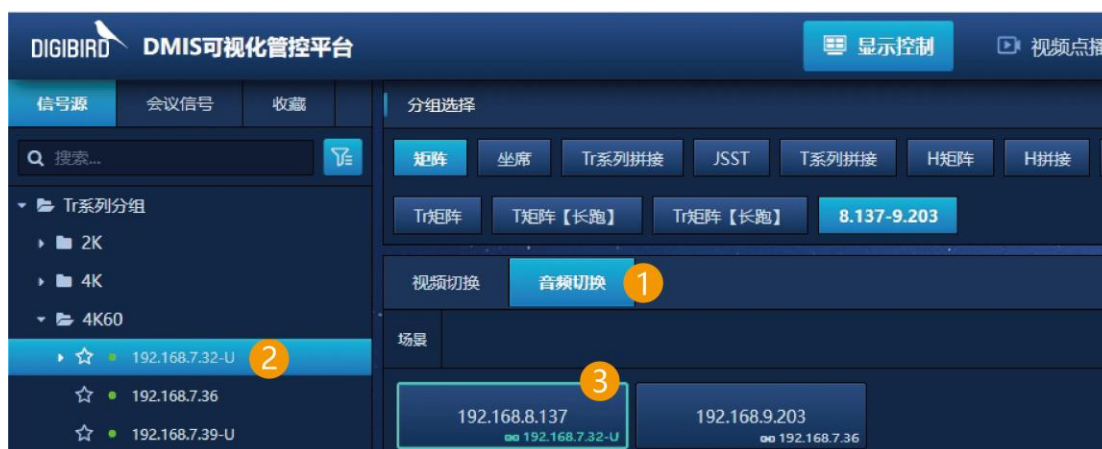 DIGIBIRD DMIS可视化管控平台 显示控制 视频点播
信号源 会议信号 收藏 分组选择
搜索... 矩阵 坐席 Tr系列拼接 JSST T系列拼接 H矩阵 H拼接
Tr系列分组 Tr矩阵 T矩阵【长跑】 Tr矩阵【长跑】 8.137-9.203
2K
4K 视频切换 音频切换 1
4K60 场景
192.168.7.32-U 2
192.168.7.36 3
192.168.8.137 192.168.9.203
192.168.7.39-U 192.168.7.32-U 192.168.7.36